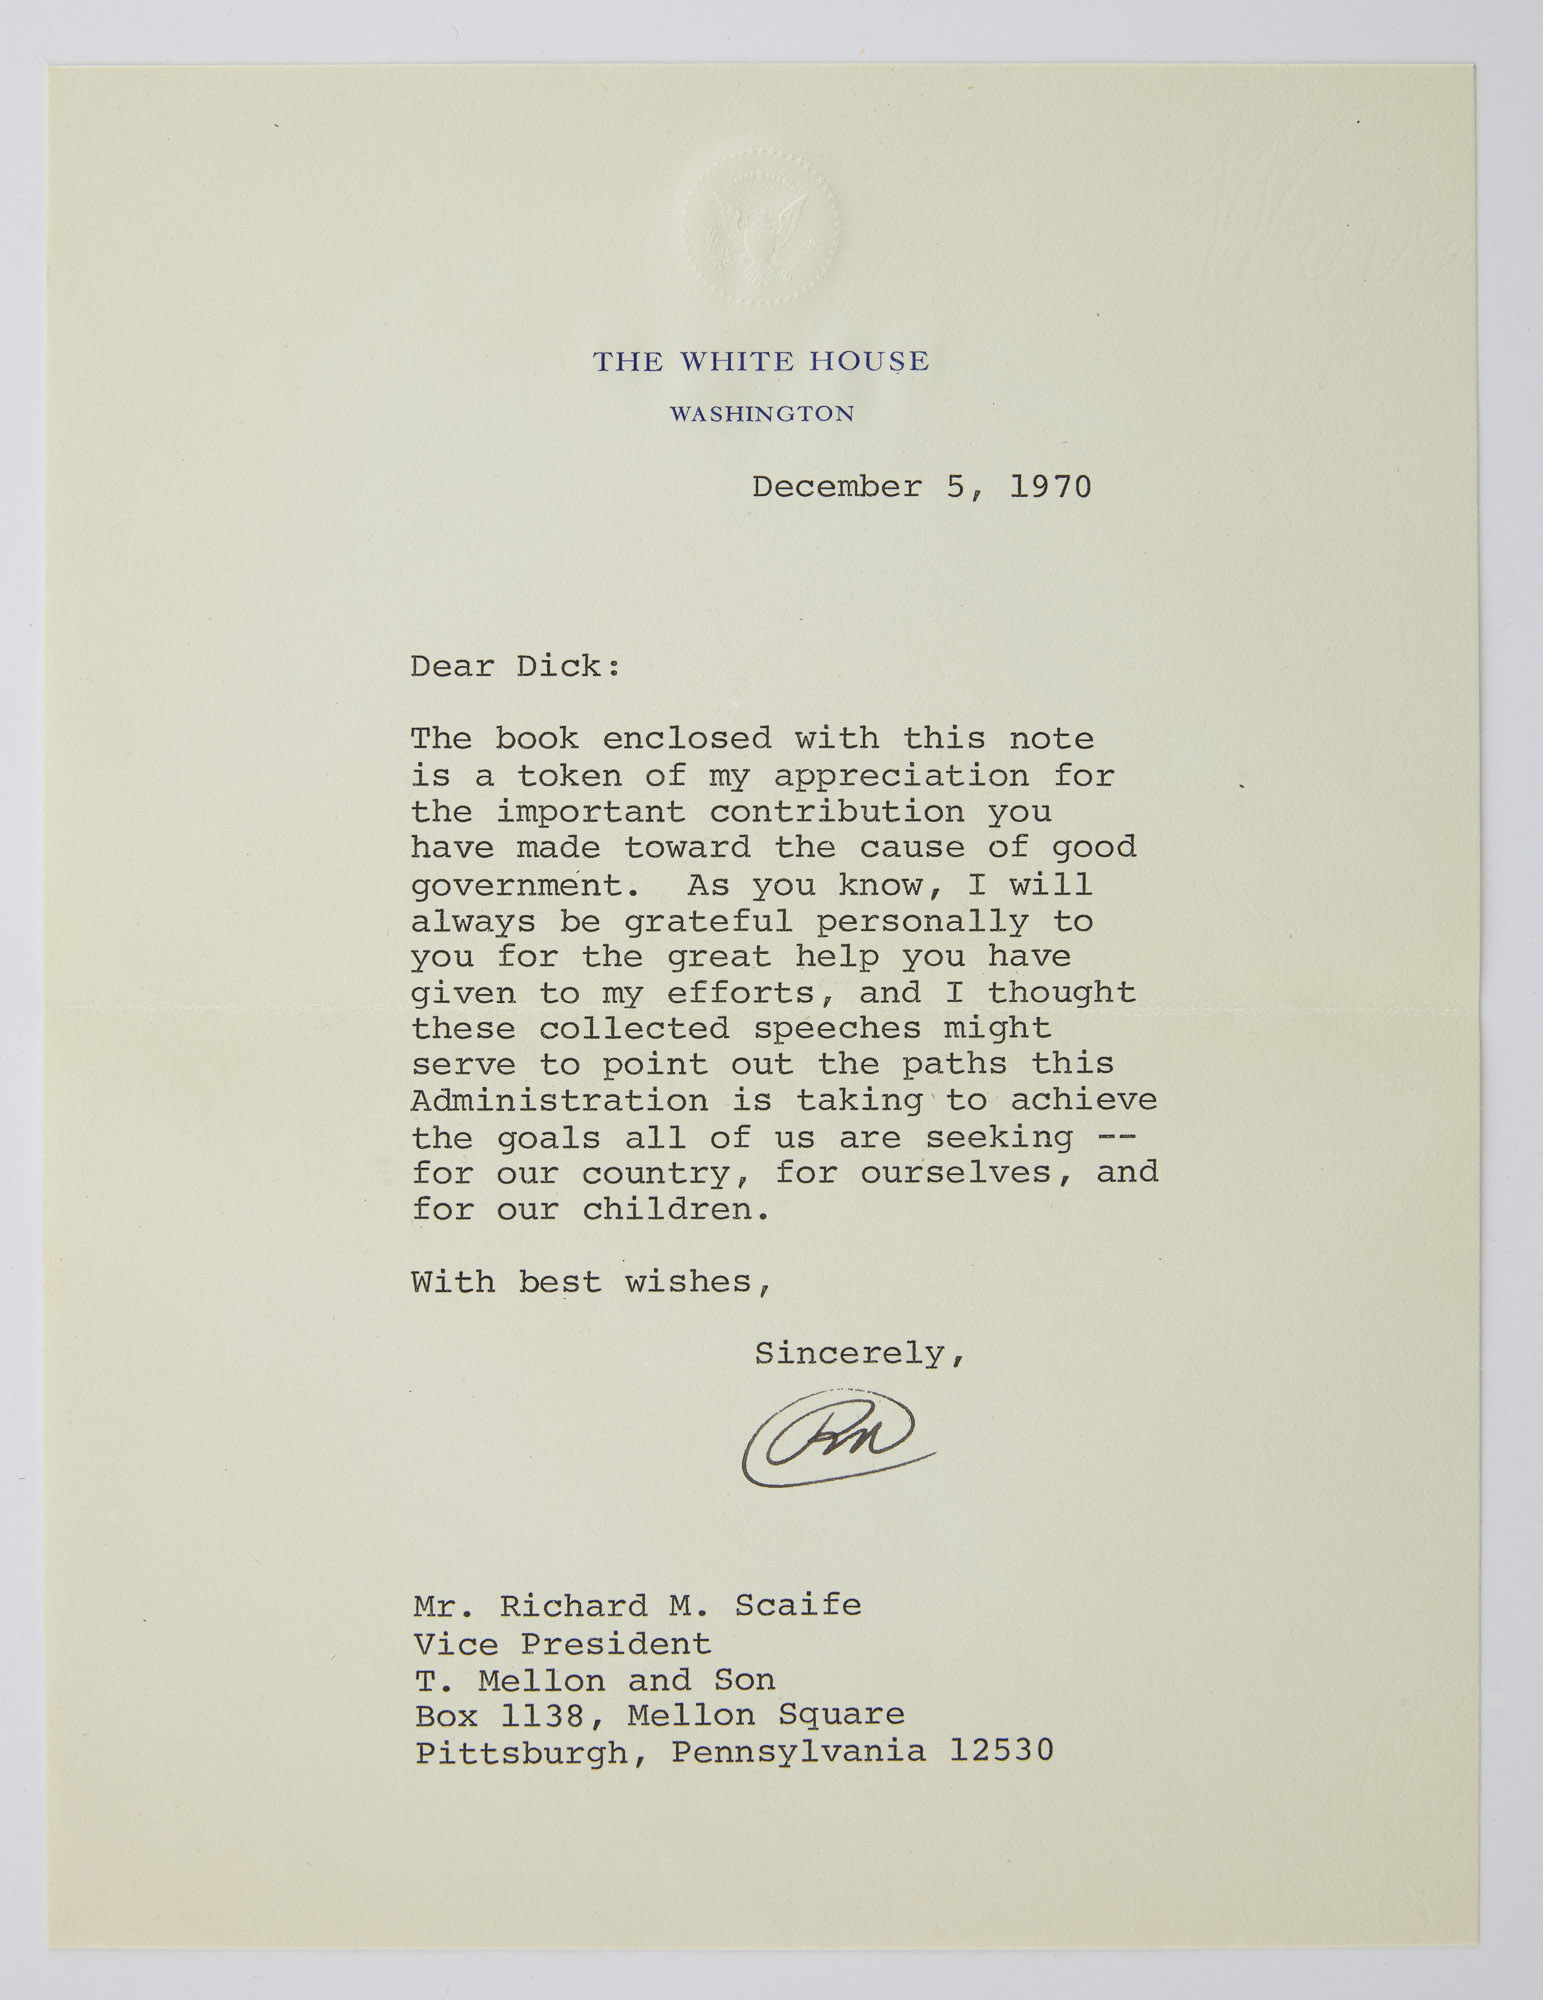 THE WHITE HOUSE
WASHINGTON
December 5, 1970
Dear Dick:
The book enclosed with this note
is a token of my appreciation for
the important contribution you
have made toward the cause of good
government.  As you know, I will
always be grateful personally to
you for the great help you have
given to my efforts, and I thought
these collected speeches might
serve to point out the paths this
Administration is taking to achieve
the goals all of us are seeking --
for our country, for ourselves, and
for our children.
With best wishes,
Sincerely,
RN
Mr. Richard M. Scaife
Vice President
T. Mellon and Son
Box 1138, Mellon Square
Pittsburgh, Pennsylvania 12530